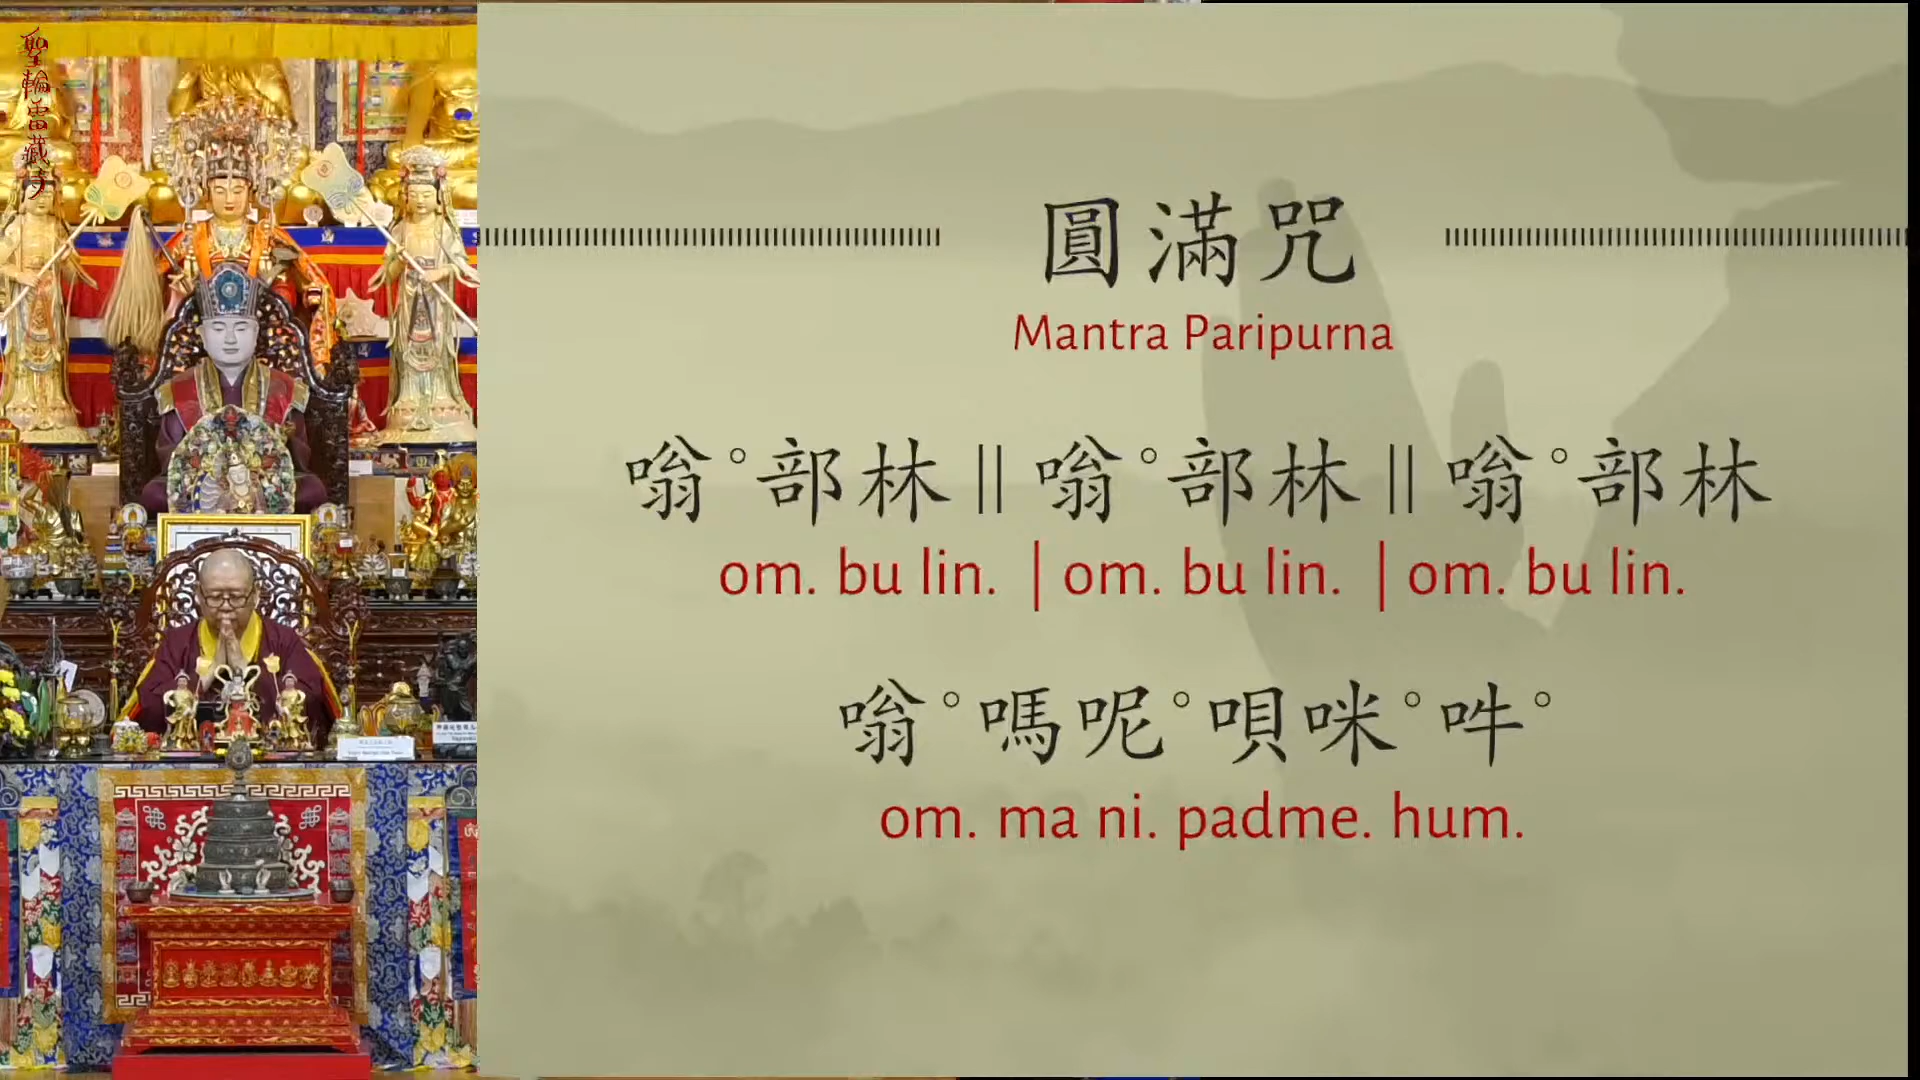 聖輪雷藏寺
圓滿咒
Mantra Paripurna
嗡°部林||嗡°部林||嗡°部林
om. bu lin. | om. bu lin. | om. bu lin.
嗡°嗎呢°唄咪°吽°
om. ma ni. padme. hum.